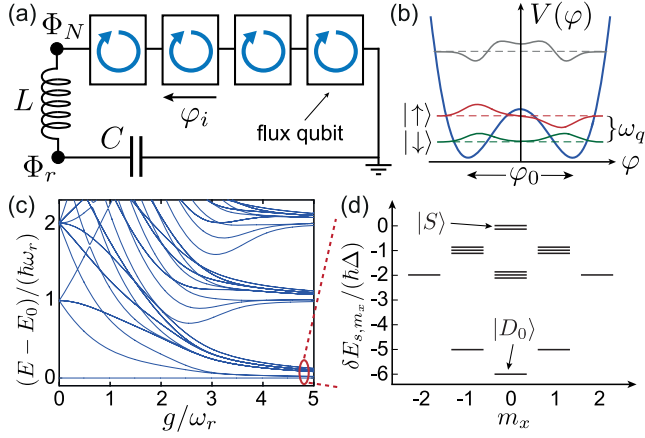 (a)
Φ_N
L
Φ_r
C
φ_i
flux qubit
(b)
V(φ)
|↑⟩
|↓⟩
ω_q
φ
φ_0
(c)
(E − E_0)/(ħω_r)
2
1
0
0 1 2 3 4 5
g/ω_r
(d)
δE_{s,m_x}/(ħΔ)
0
-1
-2
-3
-4
-5
-6
|S⟩
|D_0⟩
-2 -1 0 1 2
m_x